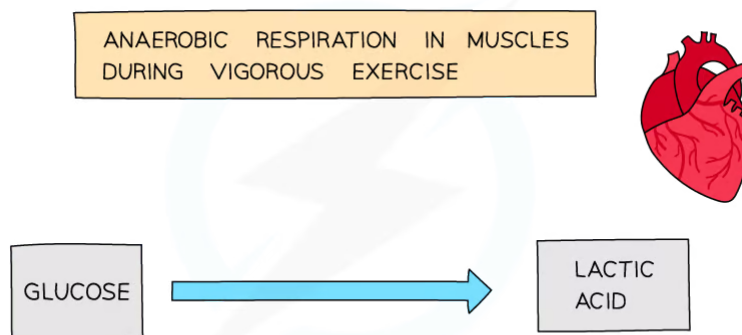 ANAEROBIC RESPIRATION IN MUSCLES
DURING VIGOROUS EXERCISE
GLUCOSE
LACTIC
ACID